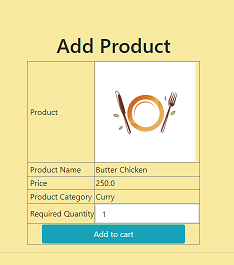 Add Product
Product
Product Name Butter Chicken
Price 250.0
Product Category Curry
Required Quantity 1
Add to cart